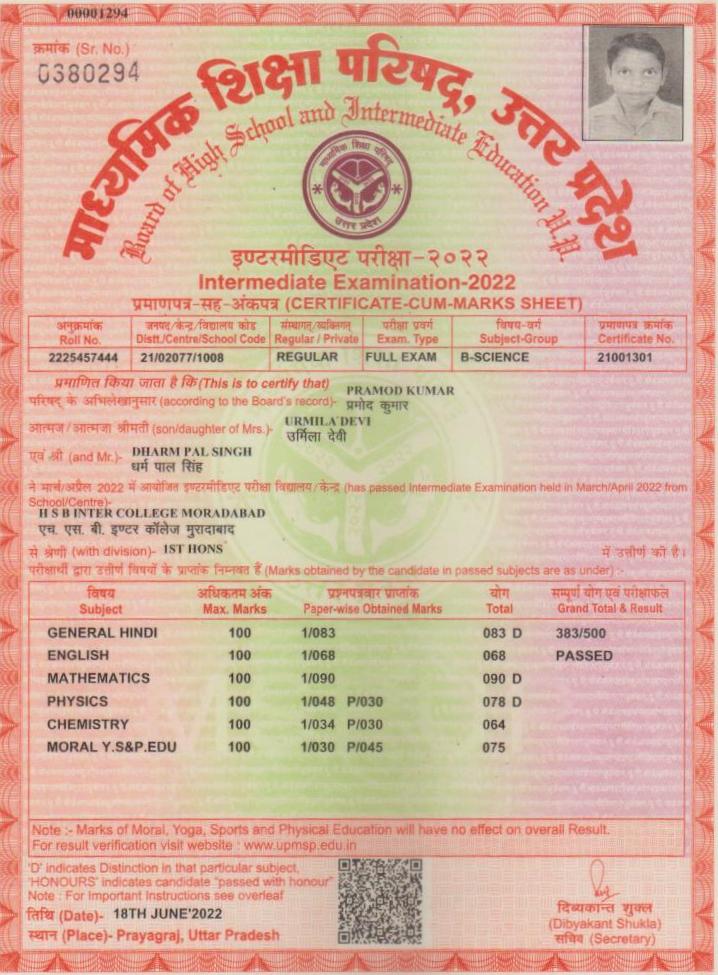 00001294
क्रमांक (Sr. No.)
0380294
माध्यमिक शिक्षा परिषद्, उत्तर प्रदेश
Board of High School and Intermediate Education U.P.
माध्यमिक शिक्षा परिषद्
उत्तर प्रदेश
इण्टरमीडिएट परीक्षा-२०२२
Intermediate Examination-2022
प्रमाणपत्र-सह-अंकपत्र (CERTIFICATE-CUM-MARKS SHEET)
अनुक्रमांक जनपद/केन्द्र/विद्यालय कोड संस्थागत/व्यक्तिगत परीक्षा प्रवर्ग विषय-वर्ग प्रमाणपत्र क्रमांक
Roll No. Distt./Centre/School Code Regular / Private Exam. Type Subject-Group Certificate No.
2225457444 21/02077/1008 REGULAR FULL EXAM B-SCIENCE 21001301
प्रमाणित किया जाता है कि (This is to certify that)
PRAMOD KUMAR
परिषद् के अभिलेखानुसार (according to the Board's record)- प्रमोद कुमार
URMILA DEVI
आत्मज/आत्मजा श्रीमती (son/daughter of Mrs.)- उर्मिला देवी
एवं श्री (and Mr.)- DHARM PAL SINGH
धर्म पाल सिंह
ने मार्च/अप्रैल 2022 में आयोजित इण्टरमीडिएट परीक्षा विद्यालय/केन्द्र (has passed Intermediate Examination held in March/April 2022 from
School/Centre)-
H S B INTER COLLEGE MORADABAD
एच. एस. बी. इण्टर कॉलेज मुरादाबाद
से श्रेणी (with division)- 1ST HONS में उत्तीर्ण की है।
परीक्षार्थी द्वारा उत्तीर्ण विषयों के प्राप्तांक निम्नवत हैं (Marks obtained by the candidate in passed subjects are as under) :-
विषय अधिकतम अंक प्रश्नपत्रवार प्राप्तांक योग सम्पूर्ण योग एवं परीक्षाफल
Subject Max. Marks Paper-wise Obtained Marks Total Grand Total & Result
GENERAL HINDI 100 1/083 083 D 383/500
ENGLISH 100 1/068 068 PASSED
MATHEMATICS 100 1/090 090 D
PHYSICS 100 1/048 P/030 078 D
CHEMISTRY 100 1/034 P/030 064
MORAL Y.S&P.EDU 100 1/030 P/045 075
Note :- Marks of Moral, Yoga, Sports and Physical Education will have no effect on overall Result.
For result verification visit website : www.upmsp.edu.in
'D' indicates Distinction in that particular subject,
'HONOURS' indicates candidate "passed with honour"
Note : For Important Instructions see overleaf
तिथि (Date)- 18TH JUNE'2022
स्थान (Place)- Prayagraj, Uttar Pradesh
दिब्यकान्त शुक्ल
(Dibyakant Shukla)
सचिव (Secretary)